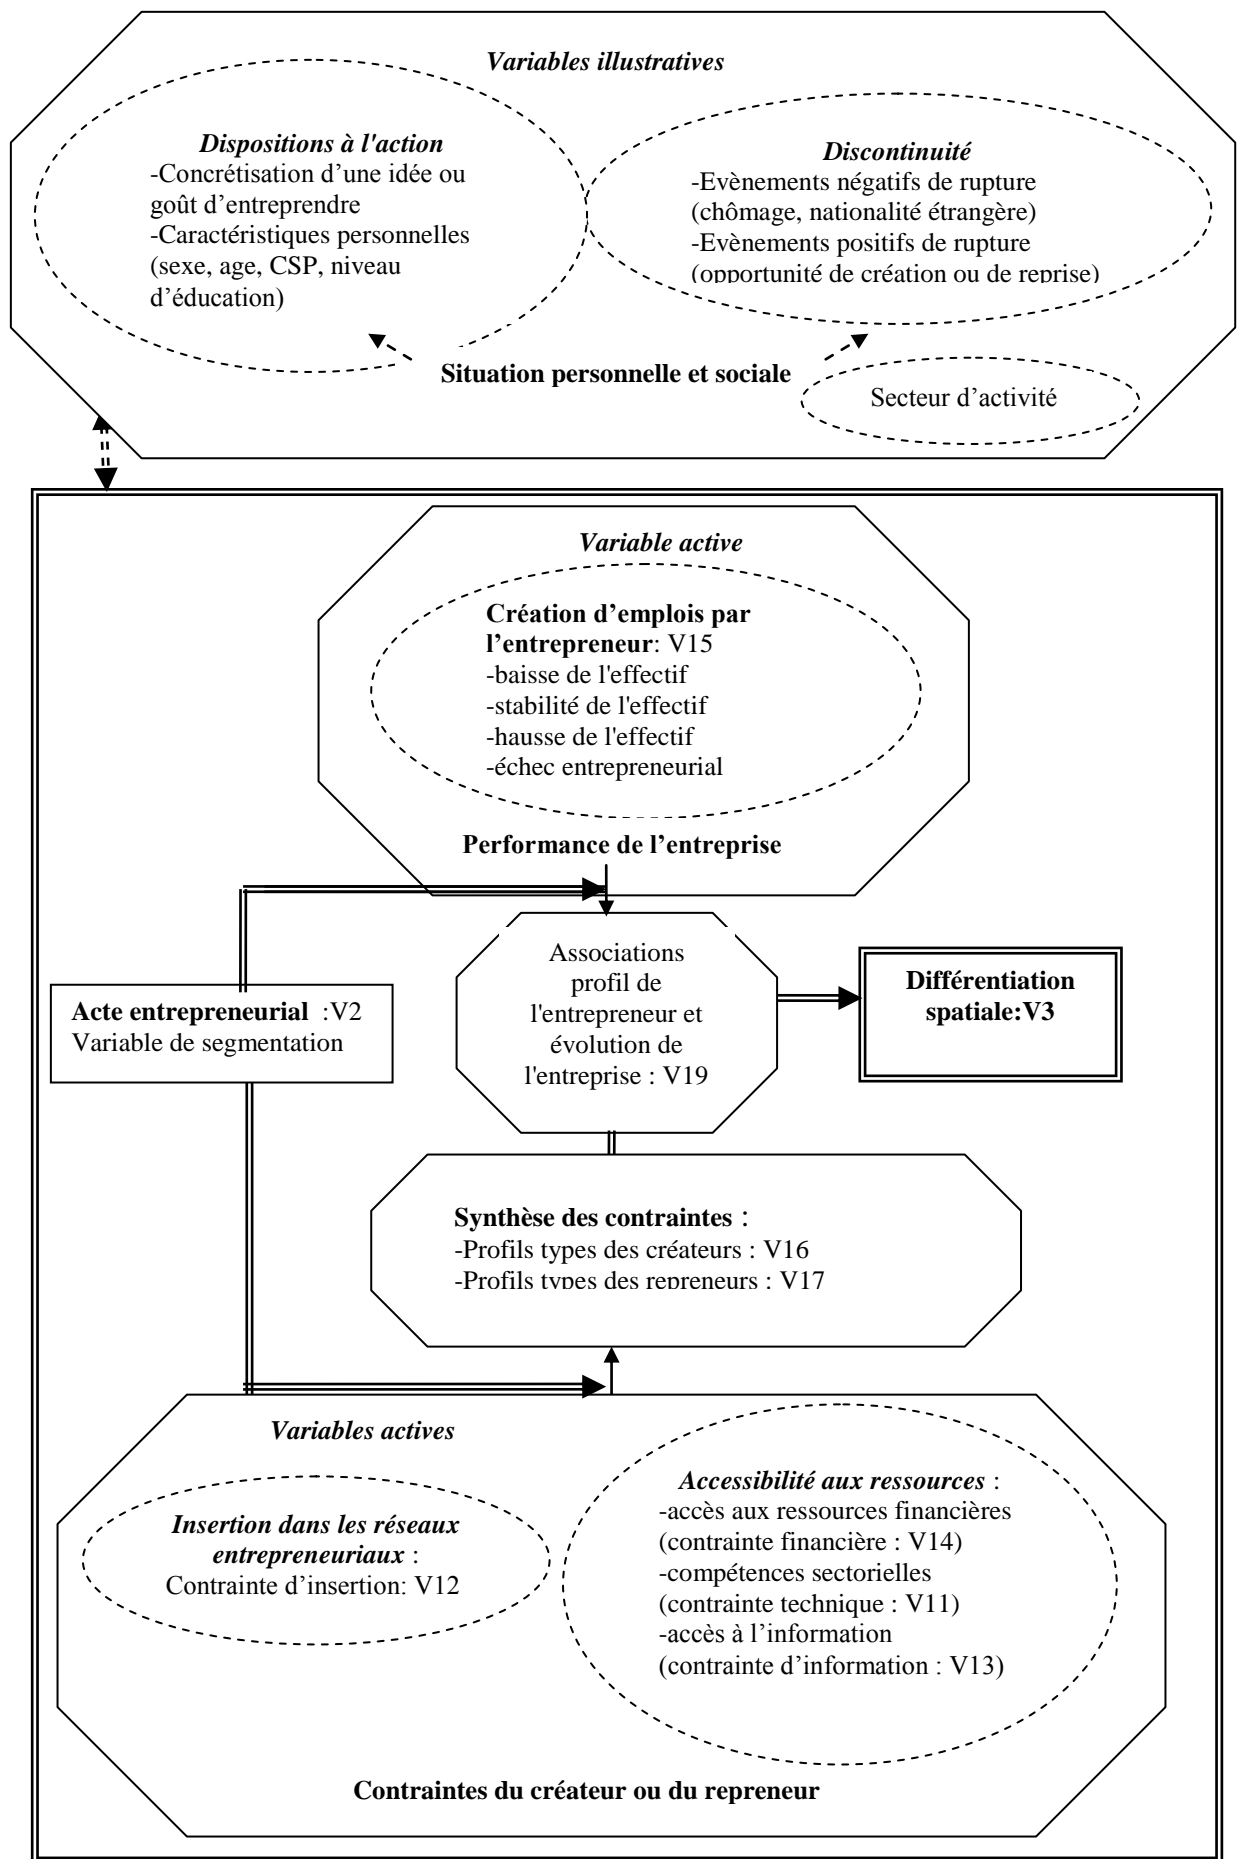 Variables illustratives
Dispositions à l'action
-Concrétisation d’une idée ou
goût d’entreprendre
-Caractéristiques personnelles
(sexe, age, CSP, niveau
d’éducation)
Discontinuité
-Evènements négatifs de rupture
(chômage, nationalité étrangère)
-Evènements positifs de rupture
(opportunité de création ou de reprise)
Situation personnelle et sociale
Secteur d’activité
Variable active
Création d’emplois par
l’entrepreneur: V15
-baisse de l'effectif
-stabilité de l'effectif
-hausse de l'effectif
-échec entrepreneurial
Performance de l’entreprise
Acte entrepreneurial :V2
Variable de segmentation
Associations
profil de
l'entrepreneur et
évolution de
l'entreprise : V19
Différentiation
spatiale:V3
Synthèse des contraintes :
-Profils types des créateurs : V16
-Profils types des repreneurs : V17
Variables actives
Insertion dans les réseaux
entrepreneuriaux :
Contrainte d’insertion: V12
Accessibilité aux ressources :
-accès aux ressources financières
(contrainte financière : V14)
-compétences sectorielles
(contrainte technique : V11)
-accès à l’information
(contrainte d’information : V13)
Contraintes du créateur ou du repreneur